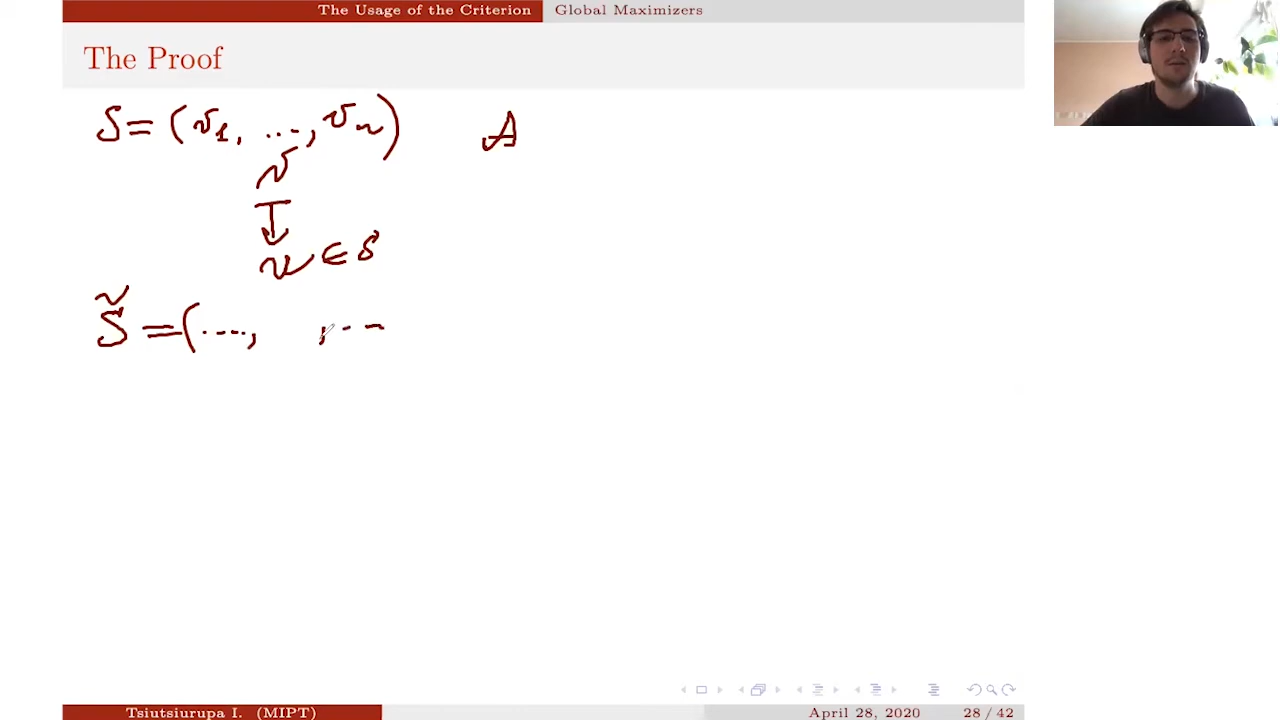 The Usage of the Criterion Global Maximizers
The Proof
S = (v₁, ..., vₙ) A
v
↓
w ∈ S
S̃ = (...., , ...
Tsiutsiurupa I. (MIPT) April 28, 2020 28 / 42